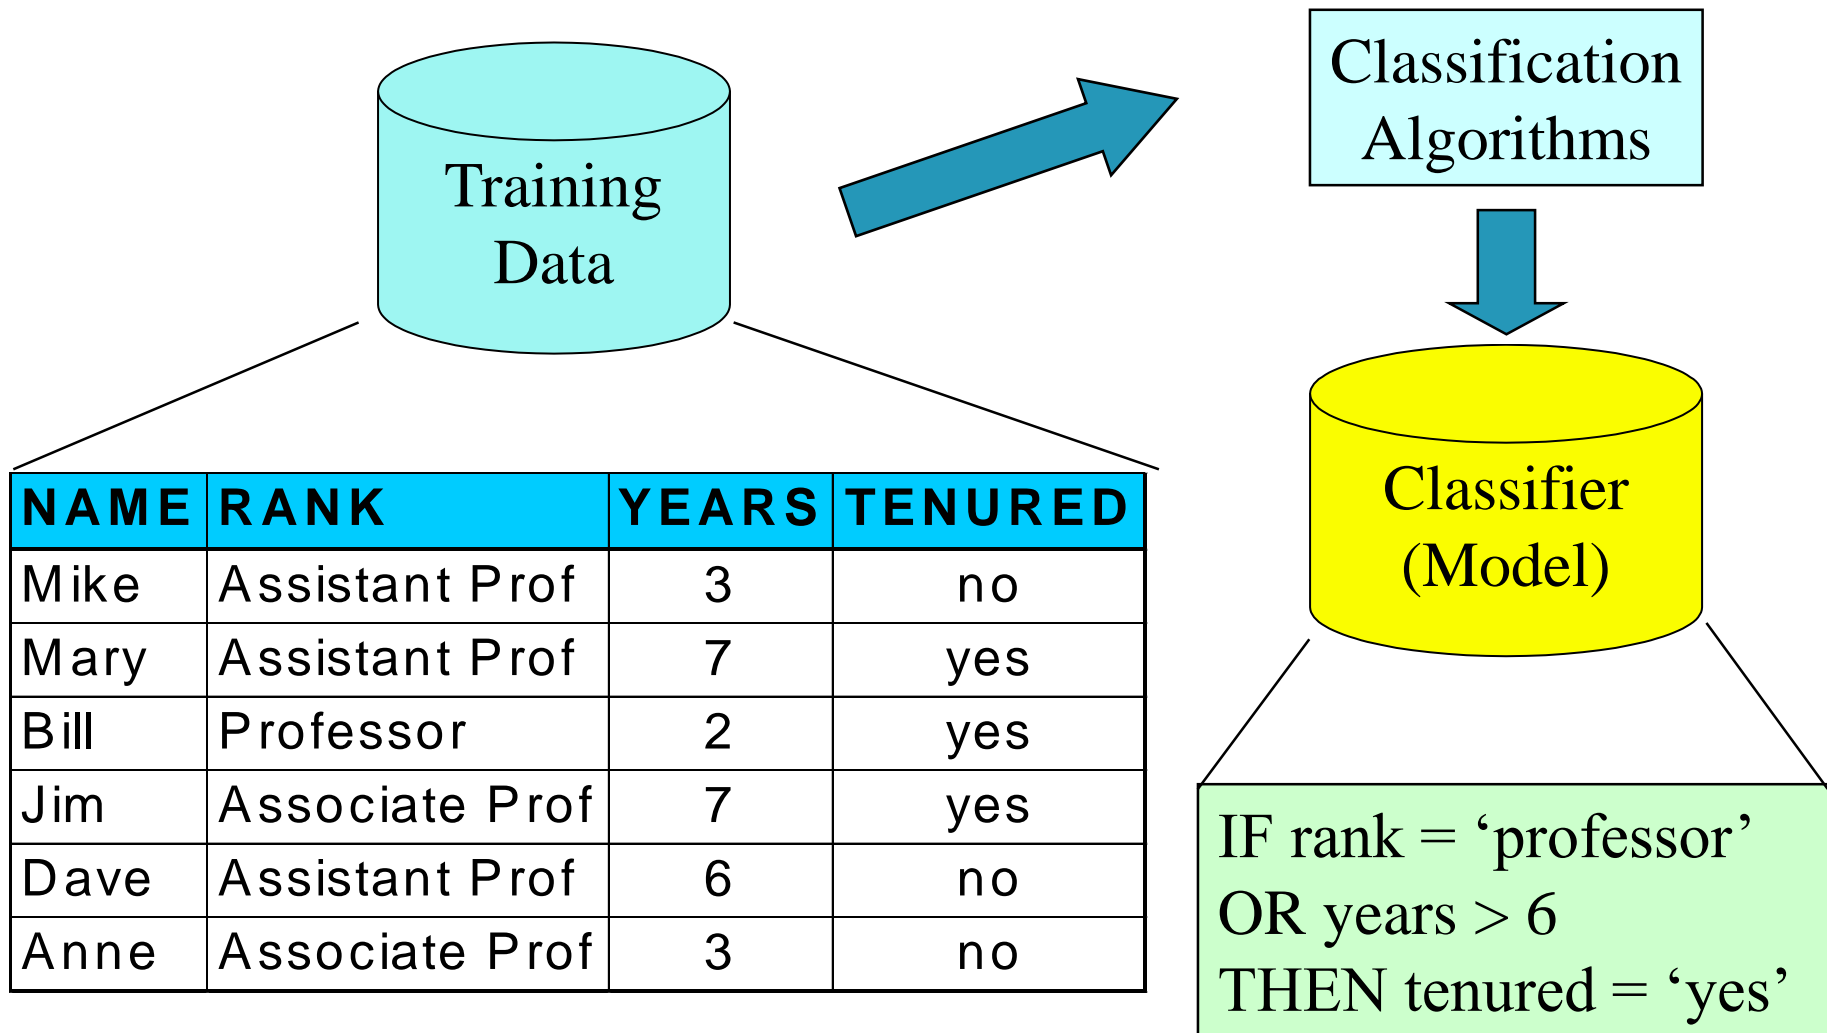 Training
Data
Classification
Algorithms
Classifier
(Model)
NAME RANK YEARS TENURED
Mike Assistant Prof 3 no
Mary Assistant Prof 7 yes
Bill Professor 2 yes
Jim Associate Prof 7 yes
Dave Assistant Prof 6 no
Anne Associate Prof 3 no
IF rank = ‘professor’
OR years > 6
THEN tenured = ‘yes’